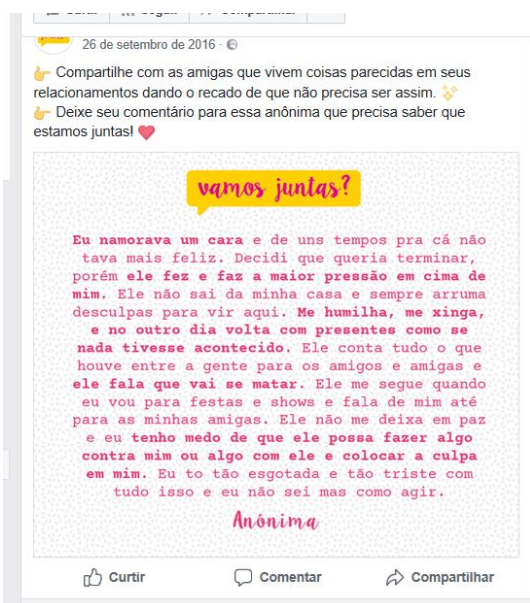 26 de setembro de 2016 ·
Compartilhe com as amigas que vivem coisas parecidas em seus
relacionamentos dando o recado de que não precisa ser assim.
Deixe seu comentário para essa anônima que precisa saber que
estamos juntas!
vamos juntas?
Eu namorava um cara e de uns tempos pra cá não
tava mais feliz. Decidi que queria terminar,
porém ele fez e faz a maior pressão em cima de
mim. Ele não sai da minha casa e sempre arruma
desculpas para vir aqui. Me humilha, me xinga,
e no outro dia volta com presentes como se
nada tivesse acontecido. Ele conta tudo o que
houve entre a gente para os amigos e amigas e
ele fala que vai se matar. Ele me segue quando
eu vou para festas e shows e fala de mim até
para as minhas amigas. Ele não me deixa em paz
e eu tenho medo de que ele possa fazer algo
contra mim ou algo com ele e colocar a culpa
em mim. Eu to tão esgotada e tão triste com
tudo isso e eu não sei mas como agir.
Anônima
Curtir Comentar Compartilhar